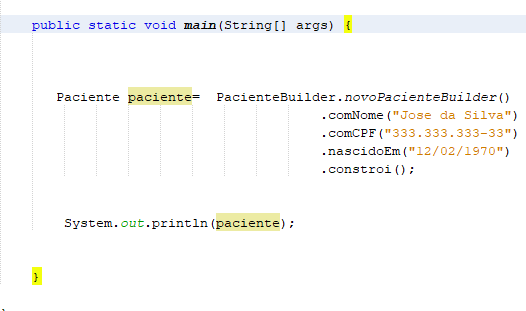 public static void main(String[] args) {
Paciente paciente=  PacienteBuilder.novoPacienteBuilder()
.comNome("Jose da Silva")
.comCPF("333.333.333-33")
.nascidoEm("12/02/1970")
.constroi();
System.out.println(paciente);
}